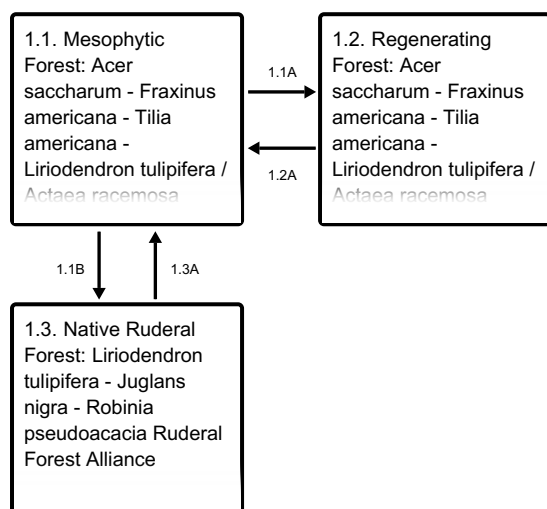 1.1. Mesophytic
Forest: Acer
saccharum - Fraxinus
americana - Tilia
americana -
Liriodendron tulipifera /
Actaea racemosa
1.1A
1.2A
1.2. Regenerating
Forest: Acer
saccharum - Fraxinus
americana - Tilia
americana -
Liriodendron tulipifera /
Actaea racemosa
1.1B
1.3A
1.3. Native Ruderal
Forest: Liriodendron
tulipifera - Juglans
nigra - Robinia
pseudoacacia Ruderal
Forest Alliance